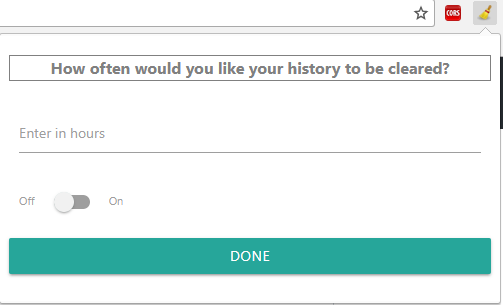 CORS
How often would you like your history to be cleared?
Enter in hours
Off On
DONE